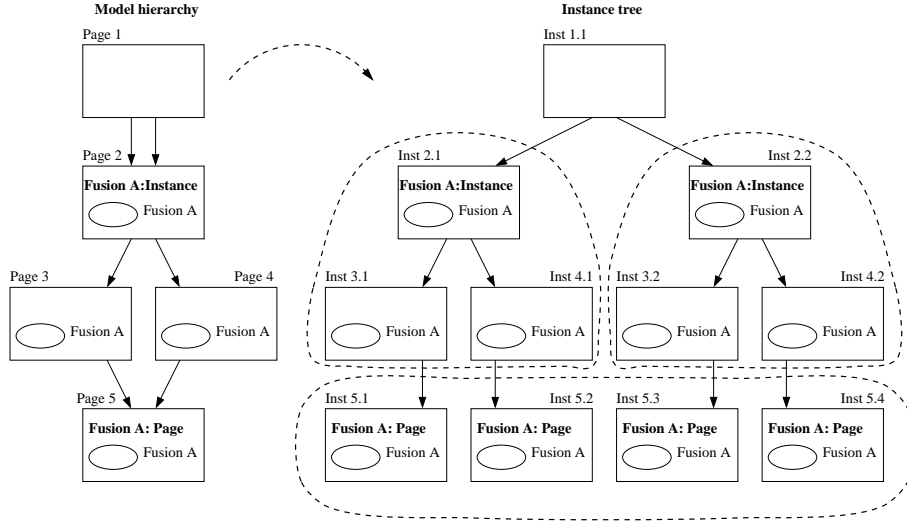 Model hierarchy
Instance tree
Page 1
Inst 1.1
Page 2
Fusion A:Instance
Fusion A
Inst 2.1
Fusion A:Instance
Fusion A
Inst 2.2
Fusion A:Instance
Fusion A
Page 3
Fusion A
Page 4
Fusion A
Inst 3.1
Fusion A
Inst 4.1
Fusion A
Inst 3.2
Fusion A
Inst 4.2
Fusion A
Page 5
Fusion A: Page
Fusion A
Inst 5.1
Fusion A: Page
Fusion A
Inst 5.2
Fusion A: Page
Fusion A
Inst 5.3
Fusion A: Page
Fusion A
Inst 5.4
Fusion A: Page
Fusion A